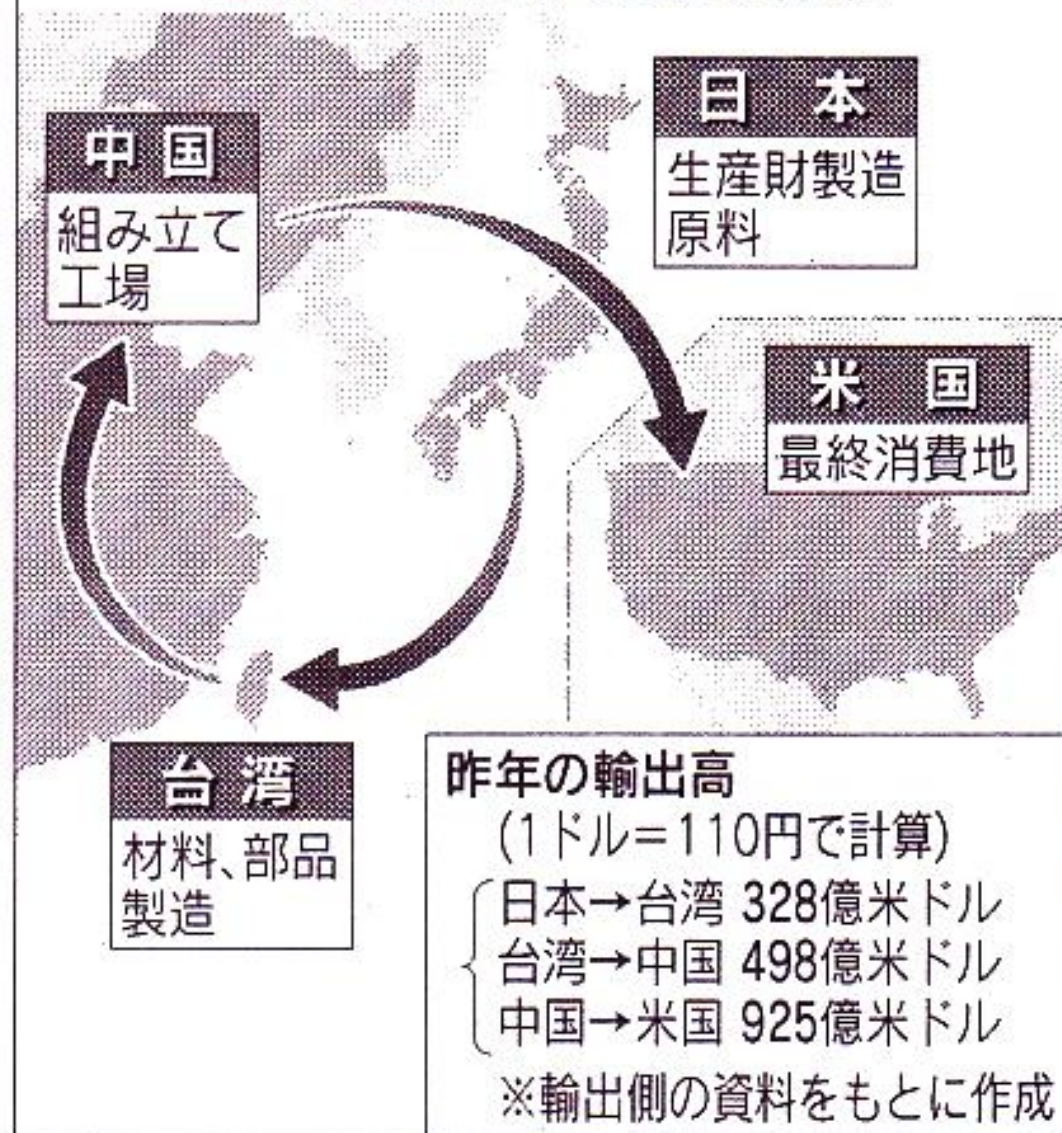 中国
組み立て
工場
日本
生産財製造
原料
米国
最終消費地
台湾
材料、部品
製造
昨年の輸出高
(1ドル=110円で計算)
日本→台湾 328億米ドル
台湾→中国 498億米ドル
中国→米国 925億米ドル
※輸出側の資料をもとに作成